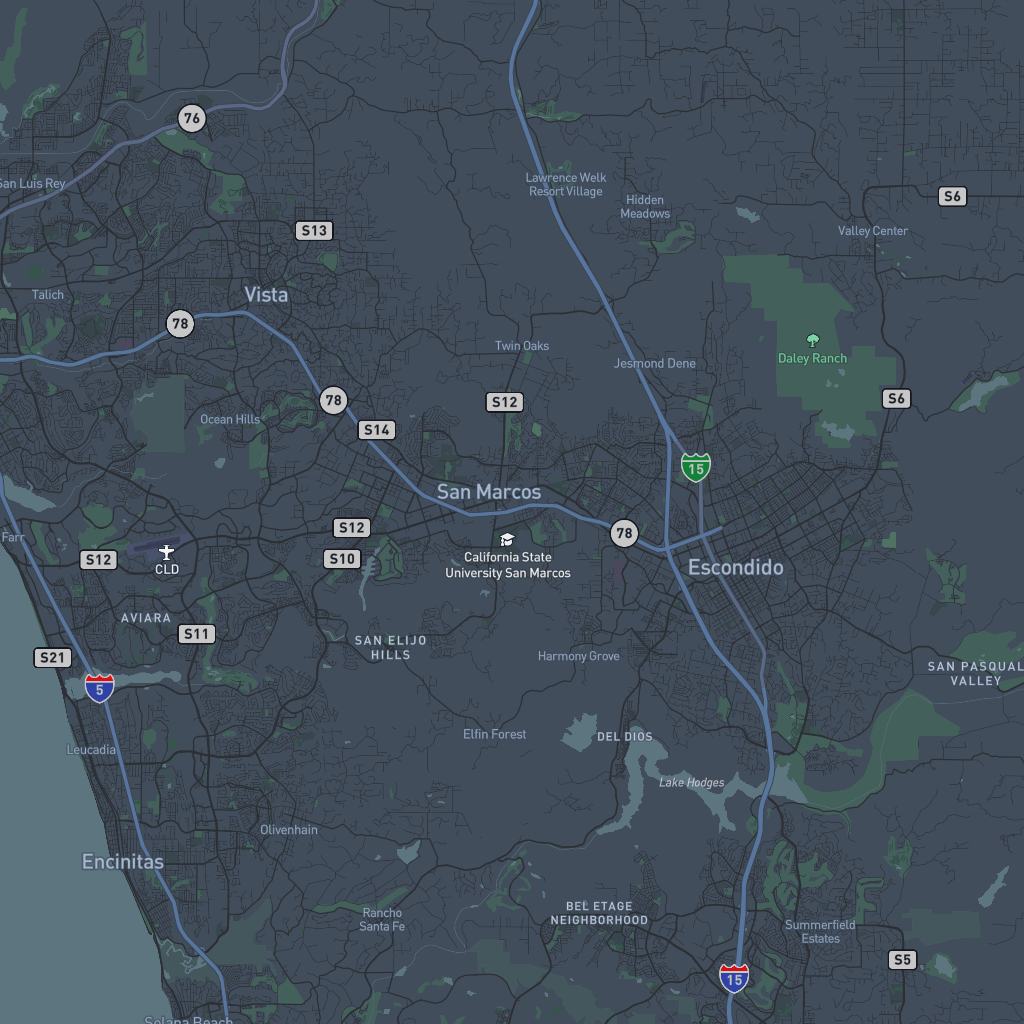 76
Lawrence Welk
Resort Village
San Luis Rey
S6
Hidden
Meadows
S13
Valley Center
Talich
Vista
78
Twin Oaks
Daley Ranch
Jesmond Dene
78
S12
S6
Ocean Hills
S14
15
San Marcos
S12
78
Farr
S12
CLD
S10
California State
University San Marcos
Escondido
AVIARA
S11
SAN ELIJO
HILLS
S21
Harmony Grove
SAN PASQUAL
VALLEY
5
Leucadia
Elfin Forest
DEL DIOS
Lake Hodges
Olivenhain
Encinitas
Rancho
Santa Fe
BEL ETAGE
NEIGHBORHOOD
Summerfield
Estates
S5
15
Solana Beach